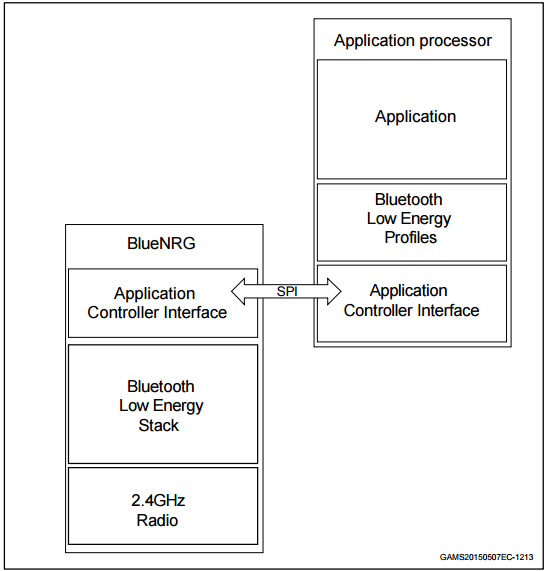 Application processor
Application
Bluetooth
Low Energy
Profiles
BlueNRG
Application
Controller Interface
SPI
Application
Controller Interface
Bluetooth
Low Energy
Stack
2.4GHz
Radio
GAMS20150507EC-1213